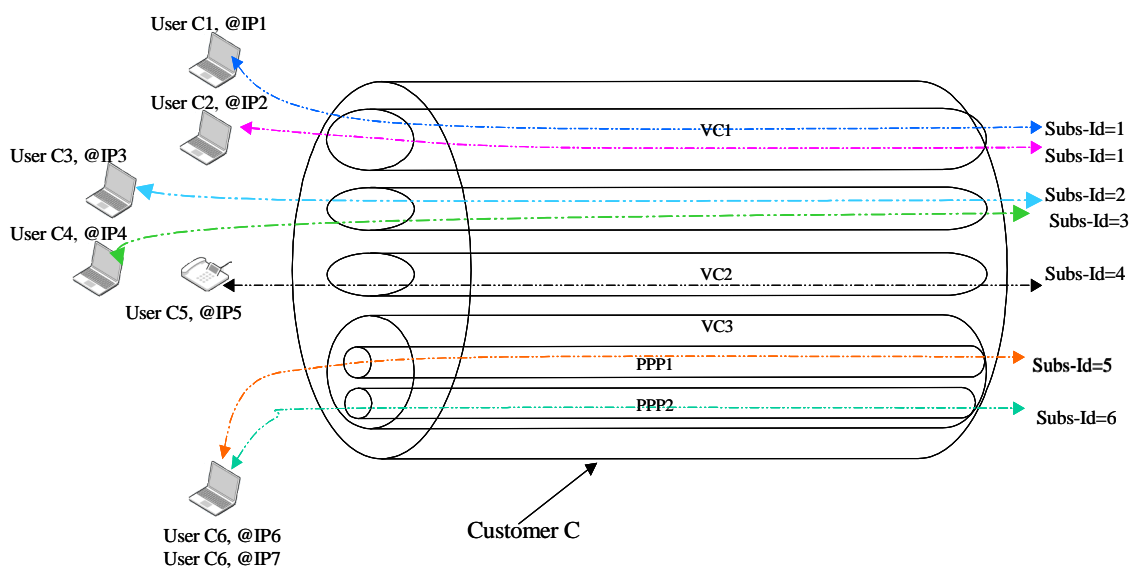 User C1, @IP1
User C2, @IP2
VC1
Subs-Id=1
Subs-Id=1
User C3, @IP3
Subs-Id=2
Subs-Id=3
User C4, @IP4
VC2
Subs-Id=4
User C5, @IP5
VC3
PPP1
Subs-Id=5
PPP2
Subs-Id=6
Customer C
User C6, @IP6
User C6, @IP7